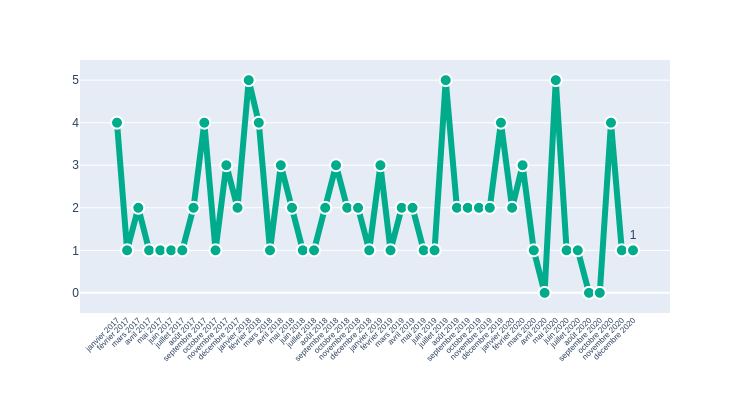 5
4
3
2
1
0
1
janvier 2017
février 2017
mars 2017
avril 2017
mai 2017
juin 2017
juillet 2017
août 2017
septembre 2017
octobre 2017
novembre 2017
décembre 2017
janvier 2018
février 2018
mars 2018
avril 2018
mai 2018
juin 2018
juillet 2018
août 2018
septembre 2018
octobre 2018
novembre 2018
décembre 2018
janvier 2019
février 2019
mars 2019
avril 2019
mai 2019
juin 2019
juillet 2019
août 2019
septembre 2019
octobre 2019
novembre 2019
décembre 2019
janvier 2020
février 2020
mars 2020
avril 2020
mai 2020
juin 2020
juillet 2020
août 2020
septembre 2020
octobre 2020
novembre 2020
décembre 2020